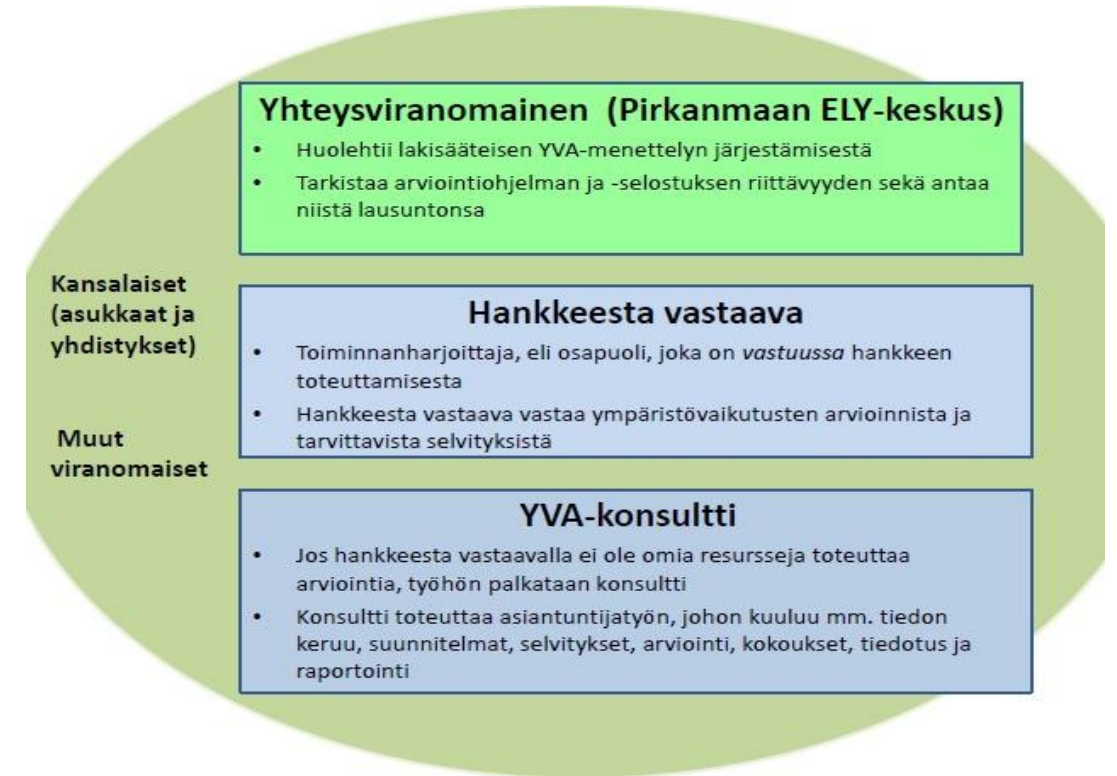 Yhteysviranomainen (Pirkanmaan ELY-keskus)
• Huolehtii lakisääteisen YVA-menettelyn järjestämisestä
• Tarkistaa arviointiohjelman ja -selostuksen riittävyyden sekä antaa
niistä lausuntonsa
Kansalaiset
(asukkaat ja
yhdistykset)
Muut
viranomaiset
Hankkeesta vastaava
• Toiminnanharjoittaja, eli osapuoli, joka on vastuussa hankkeen
toteuttamisesta
• Hankkeesta vastaava vastaa ympäristövaikutusten arvioinnista ja
tarvittavista selvityksistä
YVA-konsultti
• Jos hankkeesta vastaavalla ei ole omia resursseja toteuttaa
arviointia, työhön palkataan konsultti
• Konsultti toteuttaa asiantuntijatyön, johon kuuluu mm. tiedon
keruu, suunnitelmat, selvitykset, arviointi, kokoukset, tiedotus ja
raportointi